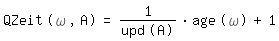 QZeit(ω, A) = 1/upd(A) · age(ω) + 1